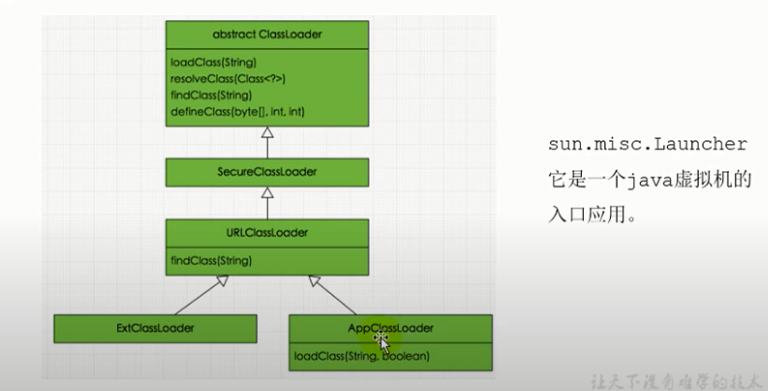 abstract ClassLoader
loadClass(String)
resolveClass(Class<?>)
findClass(String)
defineClass(byte[], int, int)
SecureClassLoader
URLClassLoader
findClass(String)
ExtClassLoader
AppClassLoader
loadClass(String, boolean)
sun.misc.Launcher
它是一个java虚拟机的
入口应用。
让天下没有难学的技术